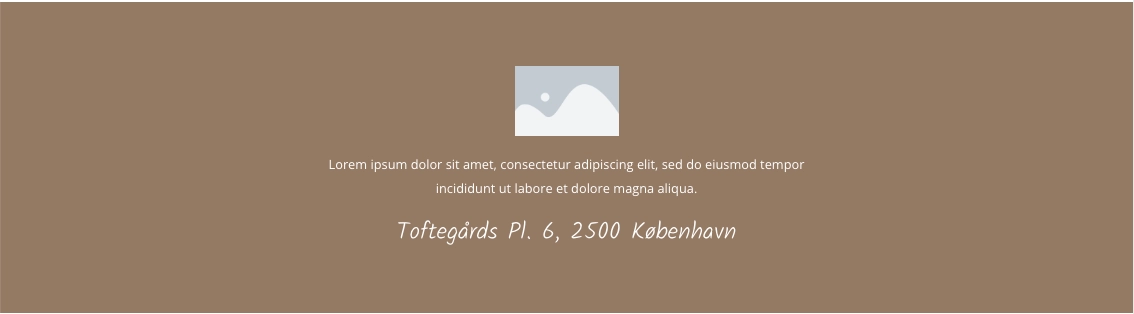 Lorem ipsum dolor sit amet, consectetur adipiscing elit, sed do eiusmod tempor
incididunt ut labore et dolore magna aliqua.
Toftegårds Pl. 6, 2500 København